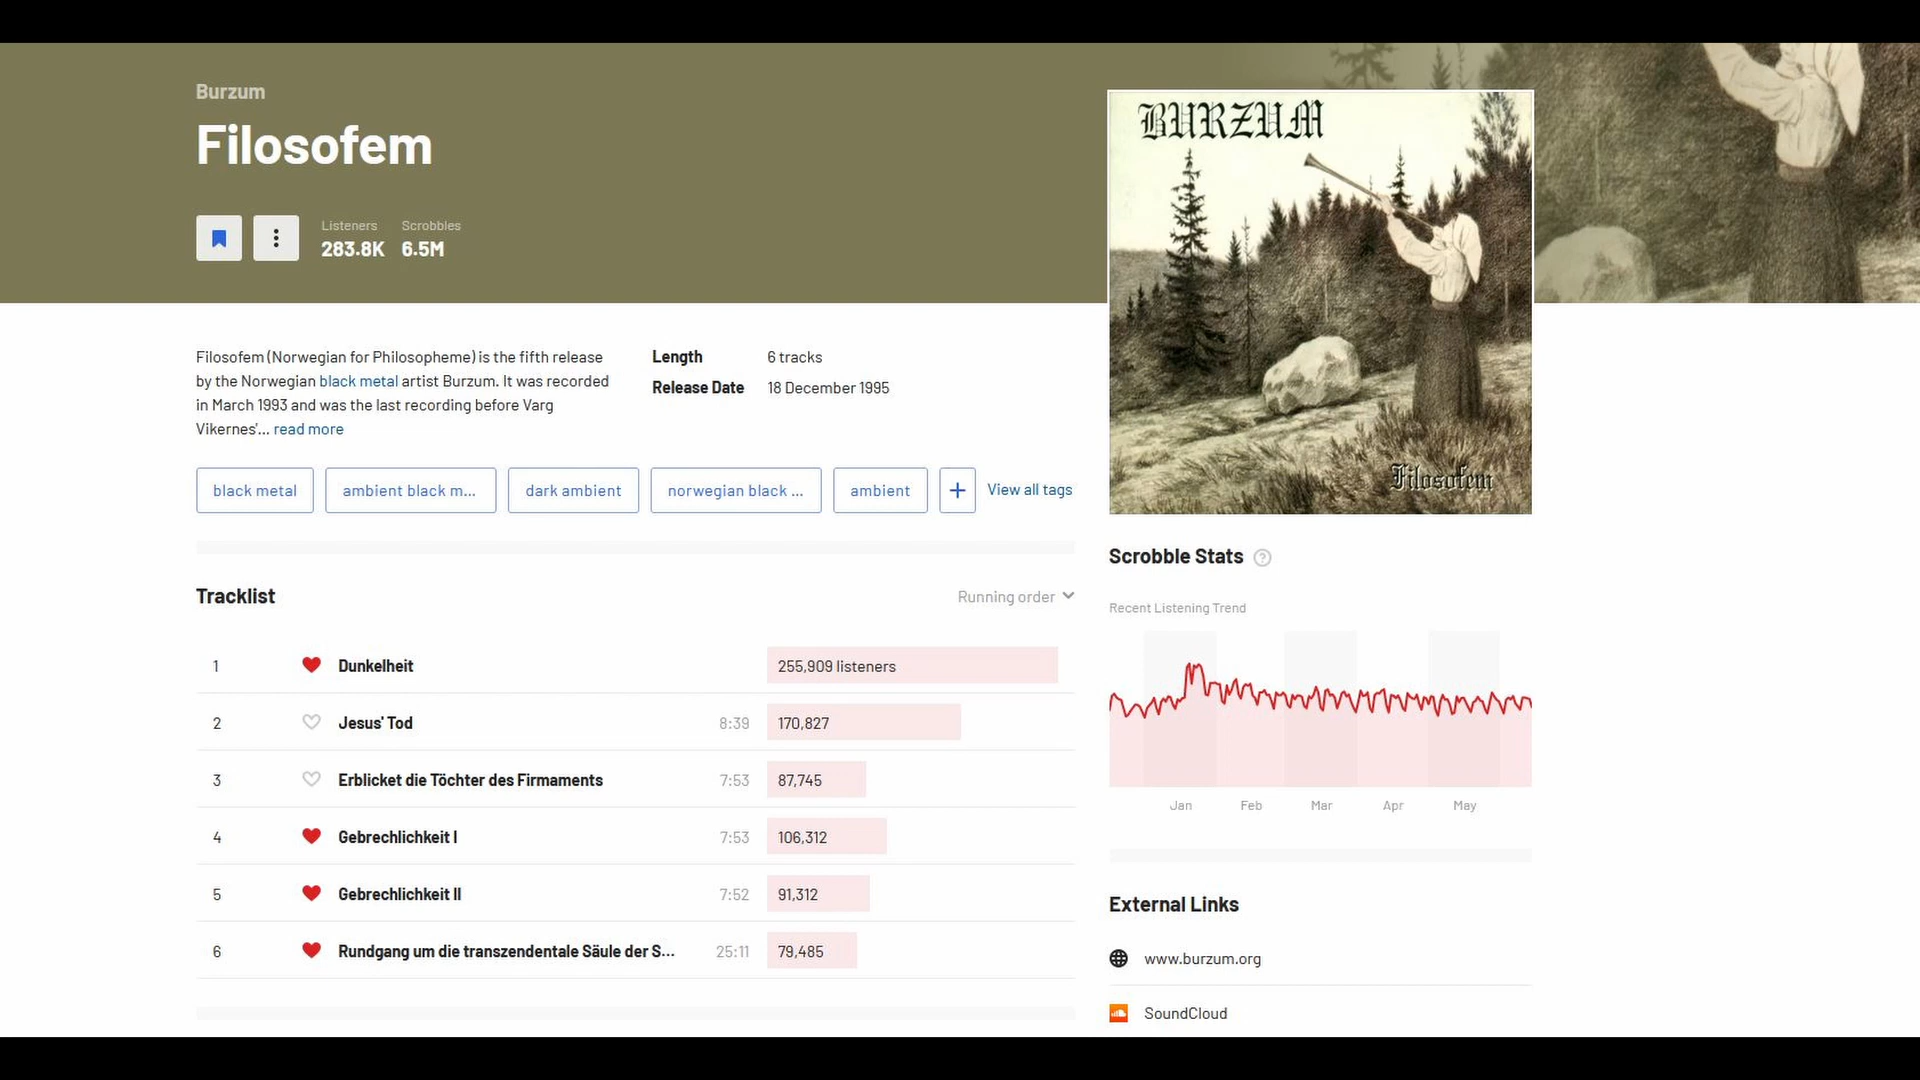 Burzum
Filosofem
Listeners Scrobbles
283.8K 6.5M
BURZUM
Filosofem
Filosofem (Norwegian for Philosopheme) is the fifth release
by the Norwegian black metal artist Burzum. It was recorded
in March 1993 and was the last recording before Varg
Vikernes'... read more
Length 6 tracks
Release Date 18 December 1995
black metal ambient black m... dark ambient norwegian black ... ambient + View all tags
Tracklist Running order
1 Dunkelheit 255,909 listeners
2 Jesus' Tod 8:39 170,827
3 Erblicket die Töchter des Firmaments 7:53 87,745
4 Gebrechlichkeit I 7:53 106,312
5 Gebrechlichkeit II 7:52 91,312
6 Rundgang um die transzendentale Säule der S... 25:11 79,485
Scrobble Stats ?
Recent Listening Trend
Jan Feb Mar Apr May
External Links
www.burzum.org
SoundCloud